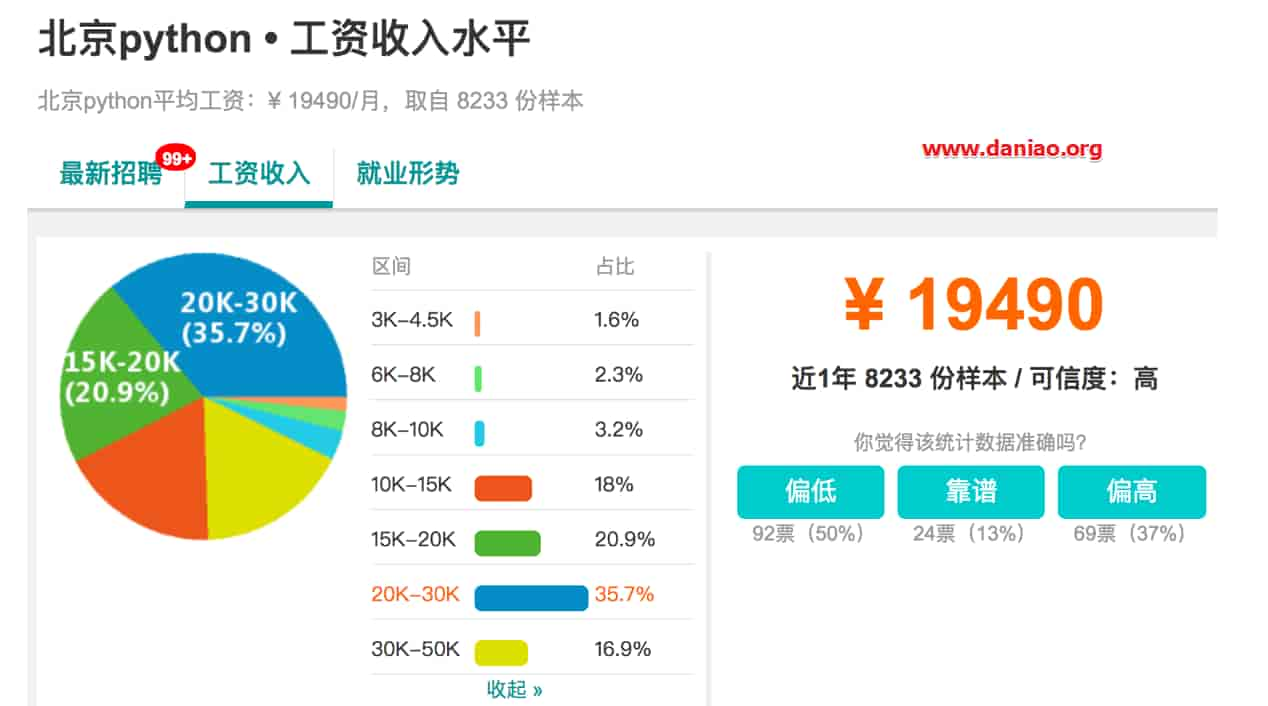 北京python • 工资收入水平
北京python平均工资：¥ 19490/月，取自 8233 份样本
www.daniao.org
最新招聘 99+ 工资收入 就业形势
20K-30K
(35.7%)
15K-20K
(20.9%)
区间 占比
3K–4.5K 1.6%
6K–8K 2.3%
8K–10K 3.2%
10K–15K 18%
15K–20K 20.9%
20K–30K 35.7%
30K–50K 16.9%
收起 »
¥ 19490
近1年 8233 份样本 / 可信度：高
你觉得该统计数据准确吗?
偏低 靠谱 偏高
92票（50%） 24票（13%） 69票（37%）